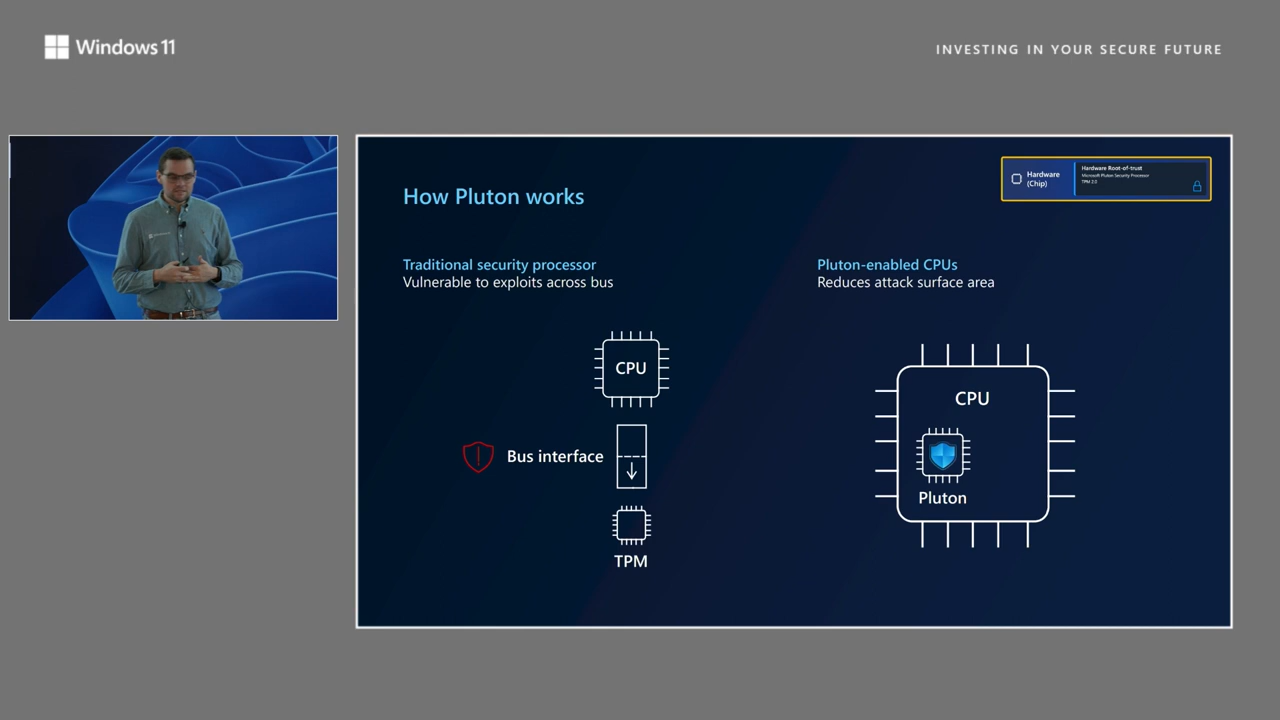 Windows 11
INVESTING IN YOUR SECURE FUTURE
How Pluton works
Hardware
(Chip)
Hardware Root-of-trust
Microsoft Pluton Security Processor
TPM 2.0
Traditional security processor
Vulnerable to exploits across bus
CPU
Bus interface
TPM
Pluton-enabled CPUs
Reduces attack surface area
CPU
Pluton